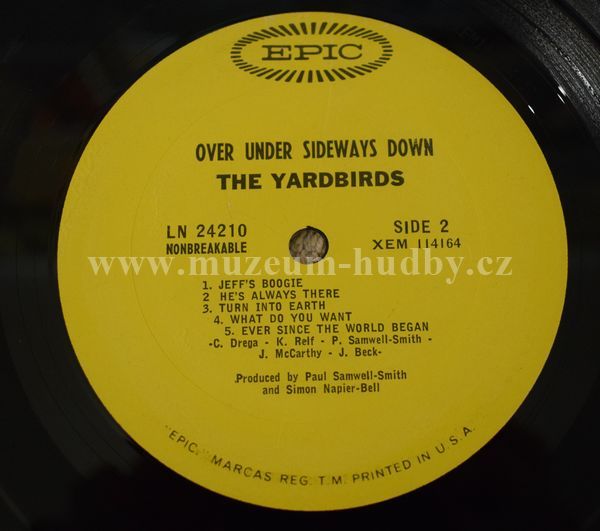 EPIC
OVER UNDER SIDEWAYS DOWN
THE YARDBIRDS
LN 24210
NONBREAKABLE
SIDE 2
XEM 114164
www.muzeum-hudby.cz
1. JEFF'S BOOGIE
2 HE'S ALWAYS THERE
3. TURN INTO EARTH
4. WHAT DO YOU WANT
5. EVER SINCE THE WORLD BEGAN
-C. Drega - K. Relf - P. Samwell-Smith -
J. McCarthy - J. Beck-
Produced by Paul Samwell-Smith
and Simon Napier-Bell
"EPIC," MARCAS REG. T.M. PRINTED IN U.S.A.